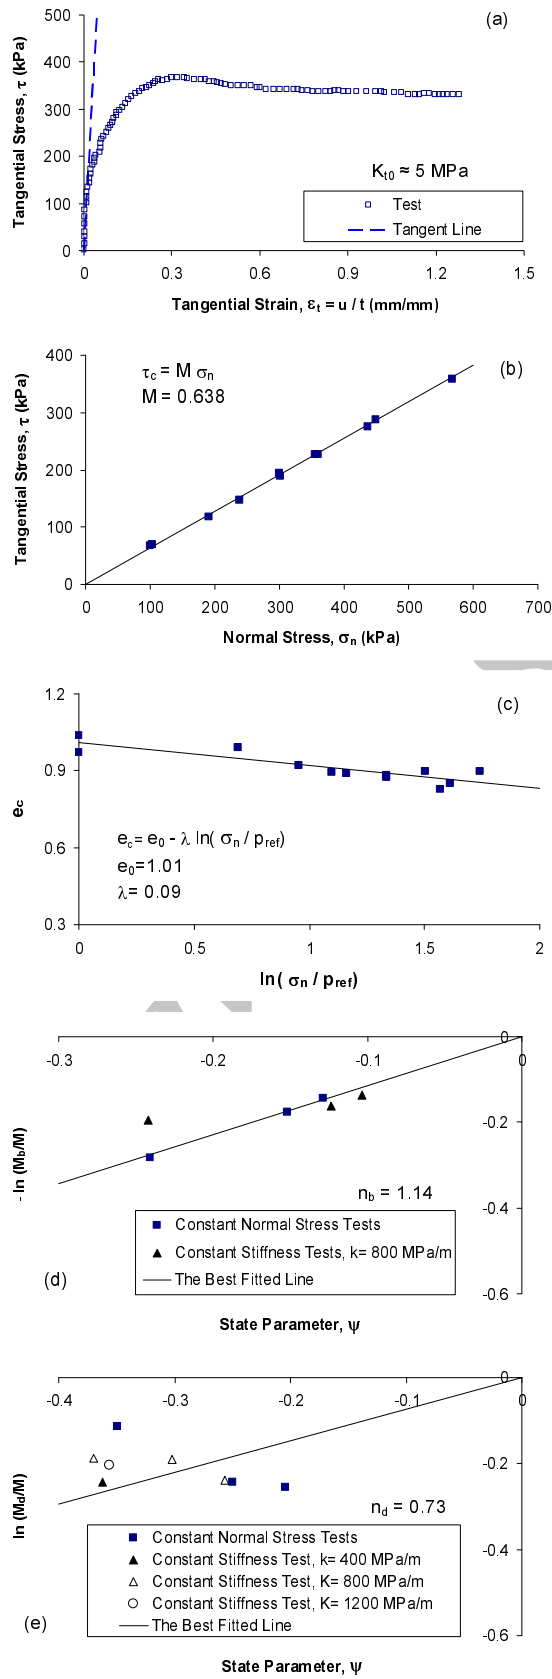 (a)
500
400
300
200
100
0
Tangential Stress, τ (kPa)
K_t0 ≈ 5 MPa
Test
Tangent Line
0 0.3 0.6 0.9 1.2 1.5
Tangential Strain, ε_t = u / t (mm/mm)
(b)
400
300
200
100
0
Tangential Stress, τ (kPa)
τ_c = M σ_n
M = 0.638
0 100 200 300 400 500 600 700
Normal Stress, σ_n (kPa)
(c)
1.2
0.9
0.6
0.3
e_c
e_c = e_0 - λ ln( σ_n / p_ref)
e_0=1.01
λ= 0.09
0 0.5 1 1.5 2
ln( σ_n / p_ref)
-0.3 -0.2 -0.1 0
-0.2
-0.4
-0.6
- ln (M_b/M)
n_b = 1.14
Constant Normal Stress Tests
Constant Stiffness Tests, k= 800 MPa/m
The Best Fitted Line
(d)
State Parameter, ψ
-0.4 -0.3 -0.2 -0.1 0
-0.2
-0.4
-0.6
ln (M_d/M)
n_d = 0.73
Constant Normal Stress Tests
Constant Stiffness Test, k= 400 MPa/m
Constant Stiffness Test, K= 800 MPa/m
Constant Stiffness Test, K= 1200 MPa/m
The Best Fitted Line
(e)
State Parameter, ψ